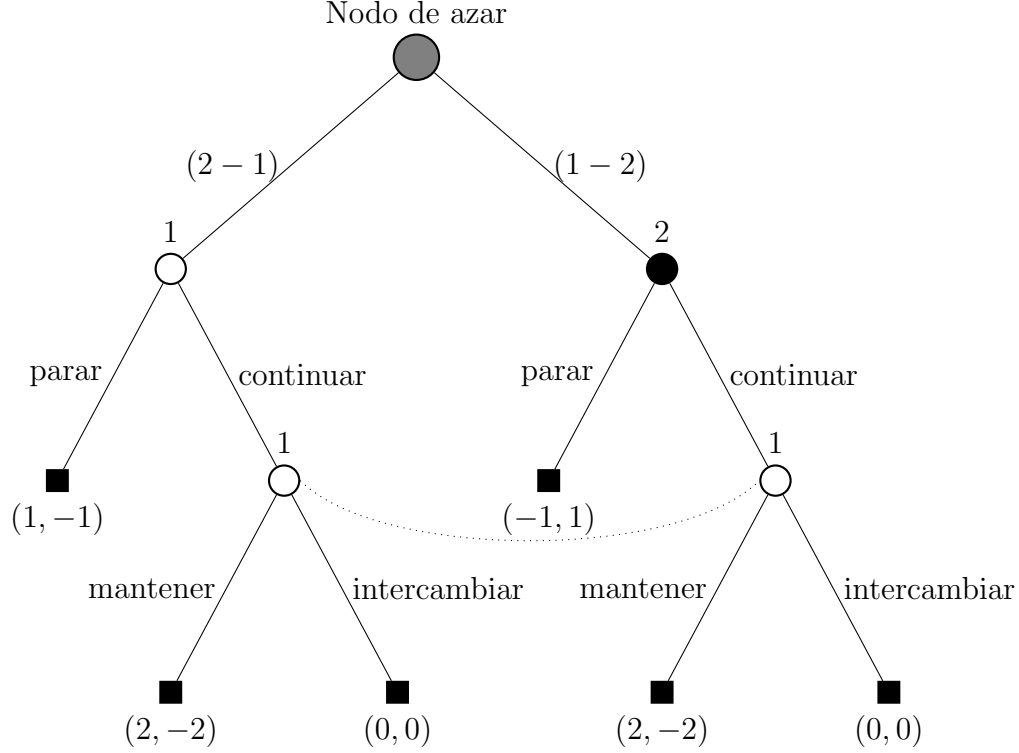 Nodo de azar
(2 − 1)
(1 − 2)
1
2
parar
continuar
parar
continuar
1
1
(1, −1)
(−1, 1)
mantener
intercambiar
mantener
intercambiar
(2, −2)
(0, 0)
(2, −2)
(0, 0)